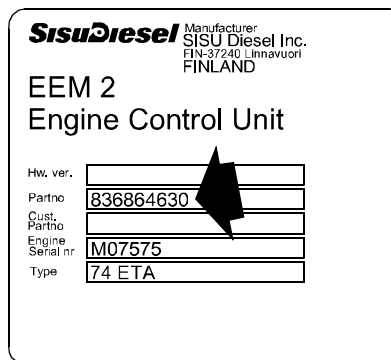 SisuDiesel
Manufacturer
SISU Diesel Inc.
FIN-37240 Linnavuori
FINLAND
EEM 2
Engine Control Unit
Hw. ver.
Partno 836864630
Cust. Partno
Engine Serial nr M07575
Type 74 ETA